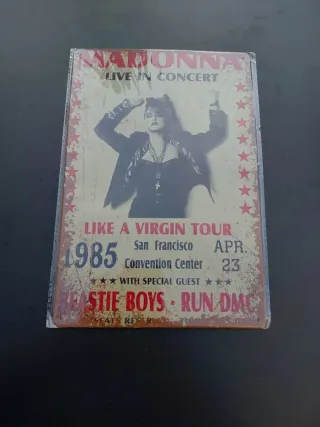 MADONNA
LIVE IN CONCERT
LIKE A VIRGIN TOUR
1985
San Francisco
Convention Center
APR.
23
WITH SPECIAL GUEST
BEASTIE BOYS · RUN DMC